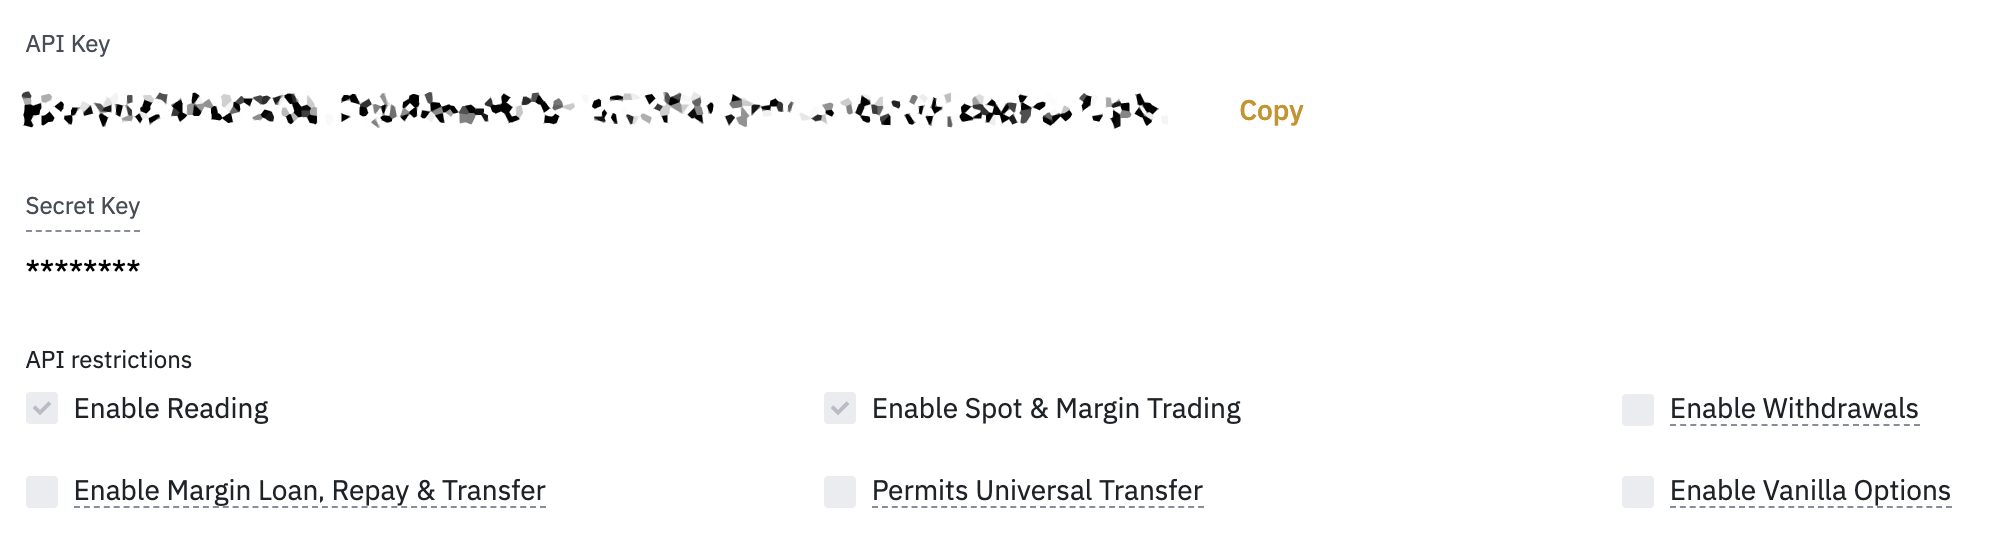 API Key
Copy
Secret Key
********
API restrictions
Enable Reading
Enable Spot & Margin Trading
Enable Withdrawals
Enable Margin Loan, Repay & Transfer
Permits Universal Transfer
Enable Vanilla Options